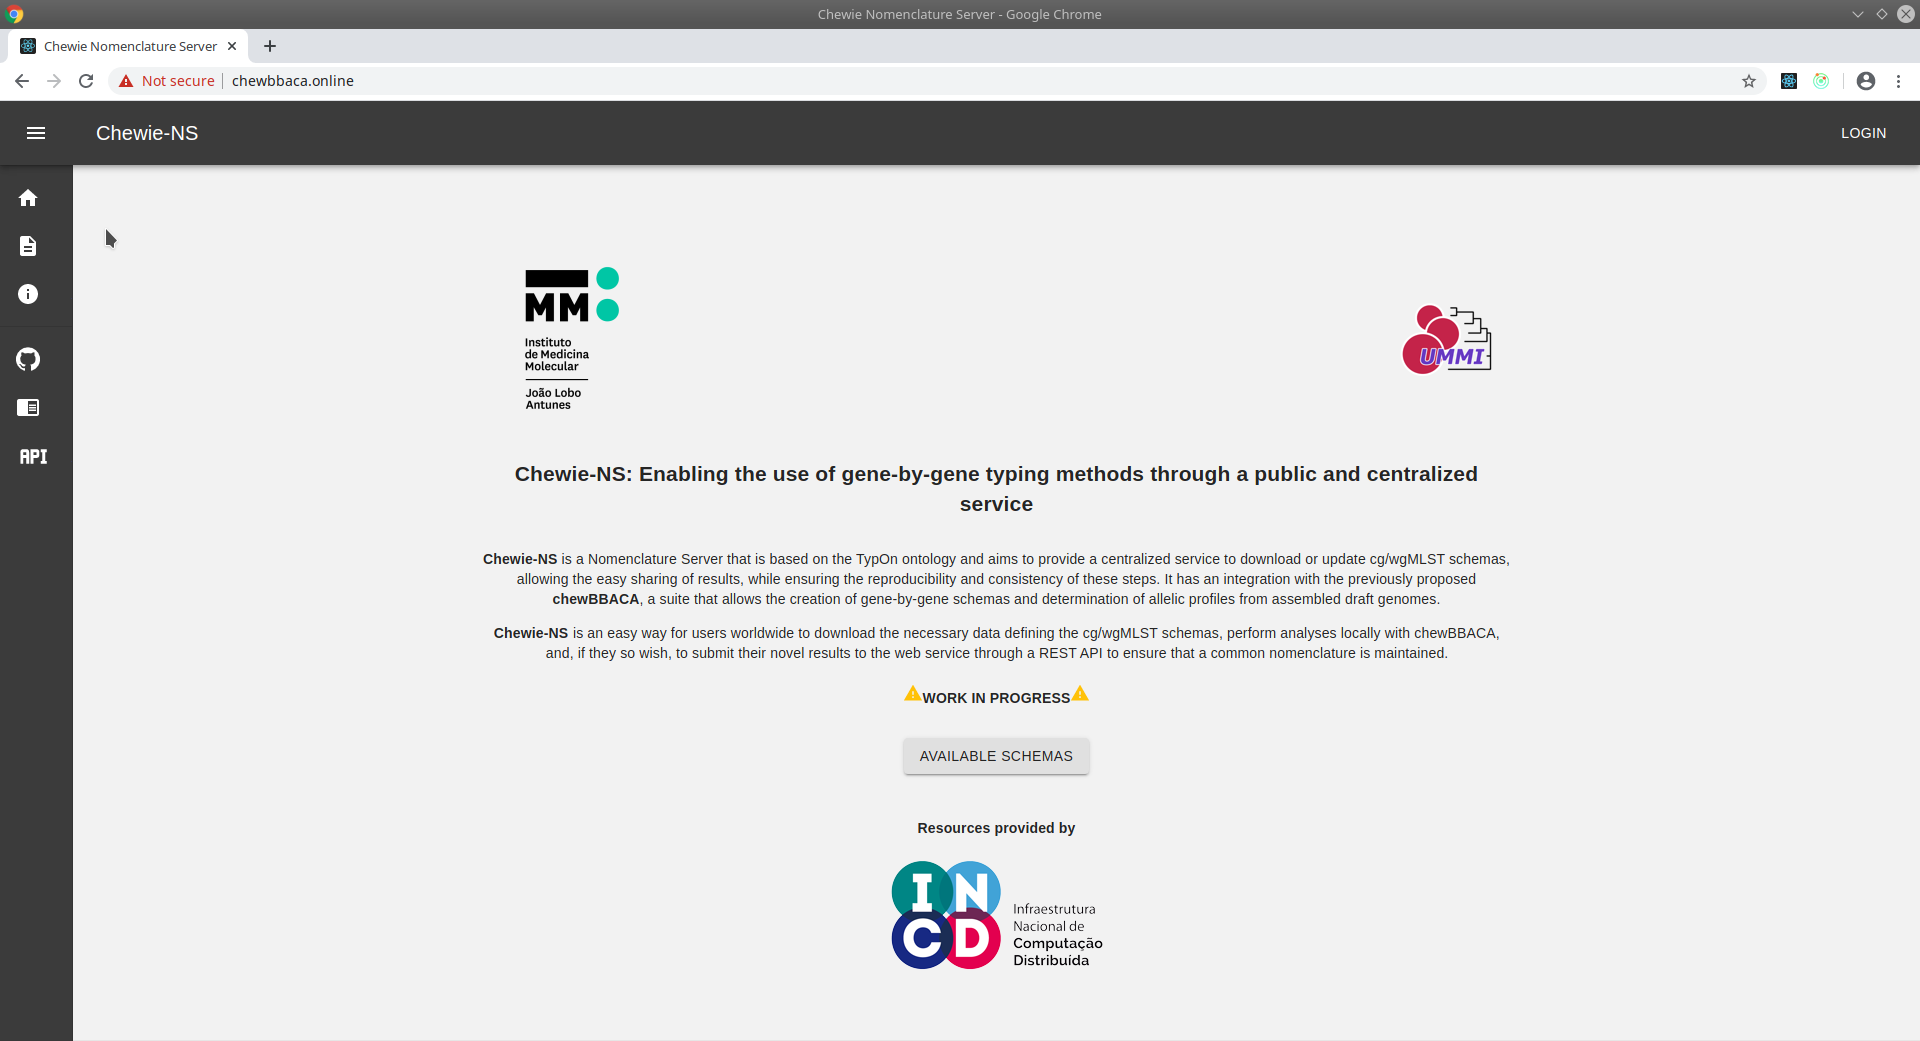 Chewie Nomenclature Server - Google Chrome
Chewie Nomenclature Server
Not secure
chewbbaca.online
Chewie-NS
LOGIN
API
MM
Instituto
de Medicina
Molecular
João Lobo
Antunes
UMMI
Chewie-NS: Enabling the use of gene-by-gene typing methods through a public and centralized
service
Chewie-NS is a Nomenclature Server that is based on the TypOn ontology and aims to provide a centralized service to download or update cg/wgMLST schemas,
allowing the easy sharing of results, while ensuring the reproducibility and consistency of these steps. It has an integration with the previously proposed
chewBBACA, a suite that allows the creation of gene-by-gene schemas and determination of allelic profiles from assembled draft genomes.
Chewie-NS is an easy way for users worldwide to download the necessary data defining the cg/wgMLST schemas, perform analyses locally with chewBBACA,
and, if they so wish, to submit their novel results to the web service through a REST API to ensure that a common nomenclature is maintained.
WORK IN PROGRESS
AVAILABLE SCHEMAS
Resources provided by
INCD
Infraestrutura
Nacional de
Computação
Distribuída